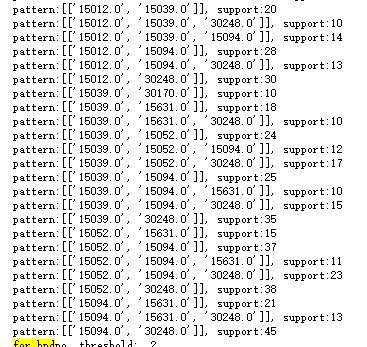 pattern:[['15012.0', '15039.0']], support:20
pattern:[['15012.0', '15039.0', '30248.0']], support:10
pattern:[['15012.0', '15039.0', '15094.0']], support:14
pattern:[['15012.0', '15094.0']], support:28
pattern:[['15012.0', '15094.0', '30248.0']], support:13
pattern:[['15012.0', '30248.0']], support:30
pattern:[['15039.0', '30170.0']], support:10
pattern:[['15039.0', '15631.0']], support:18
pattern:[['15039.0', '15631.0', '30248.0']], support:10
pattern:[['15039.0', '15052.0']], support:24
pattern:[['15039.0', '15052.0', '15094.0']], support:12
pattern:[['15039.0', '15052.0', '30248.0']], support:17
pattern:[['15039.0', '15094.0']], support:25
pattern:[['15039.0', '15094.0', '15631.0']], support:10
pattern:[['15039.0', '15094.0', '30248.0']], support:15
pattern:[['15039.0', '30248.0']], support:35
pattern:[['15052.0', '15631.0']], support:15
pattern:[['15052.0', '15094.0']], support:37
pattern:[['15052.0', '15094.0', '15631.0']], support:11
pattern:[['15052.0', '15094.0', '30248.0']], support:23
pattern:[['15052.0', '30248.0']], support:38
pattern:[['15094.0', '15631.0']], support:21
pattern:[['15094.0', '15631.0', '30248.0']], support:13
pattern:[['15094.0', '30248.0']], support:45
for threshold: 2